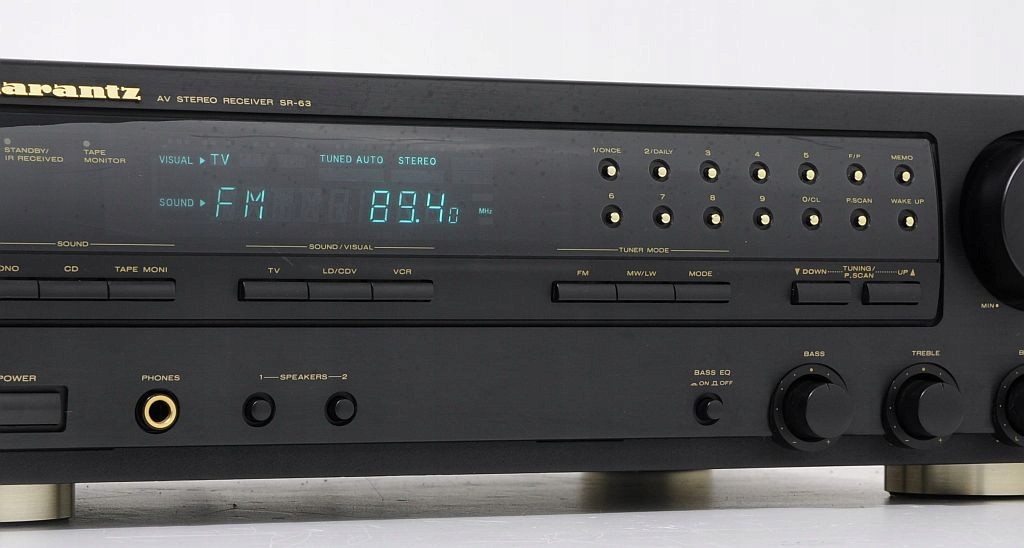 marantz AV STEREO RECEIVER SR-63
STANDBY/
IR RECEIVED
TAPE
MONITOR
VISUAL ▶ TV TUNED AUTO STEREO
SOUND ▶ FM 89.40 MHz
1/ONCE 2/DAILY 3 4 5 F/P MEMO
6 7 8 9 0/CL P.SCAN WAKE UP
SOUND SOUND/VISUAL TUNER MODE
CD TAPE MONI TV LD/CDV VCR FM MW/LW MODE
▼ DOWN TUNING/ P.SCAN UP ▲
MIN
POWER PHONES 1 SPEAKERS 2
BASS EQ
ON OFF
BASS TREBLE